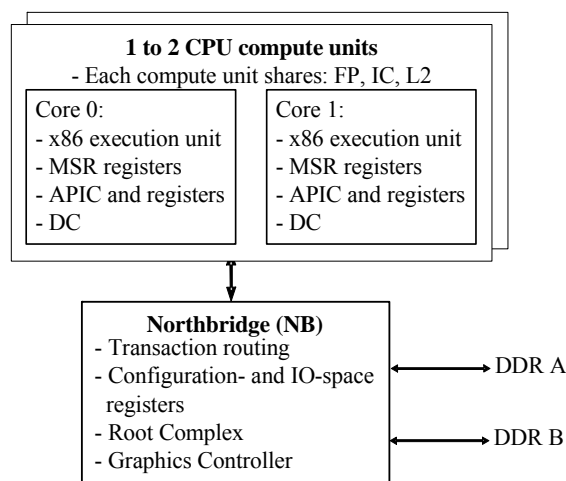 1 to 2 CPU compute units
- Each compute unit shares: FP, IC, L2
Core 0:
- x86 execution unit
- MSR registers
- APIC and registers
- DC
Core 1:
- x86 execution unit
- MSR registers
- APIC and registers
- DC
Northbridge (NB)
- Transaction routing
- Configuration- and IO-space
registers
- Root Complex
- Graphics Controller
DDR A
DDR B